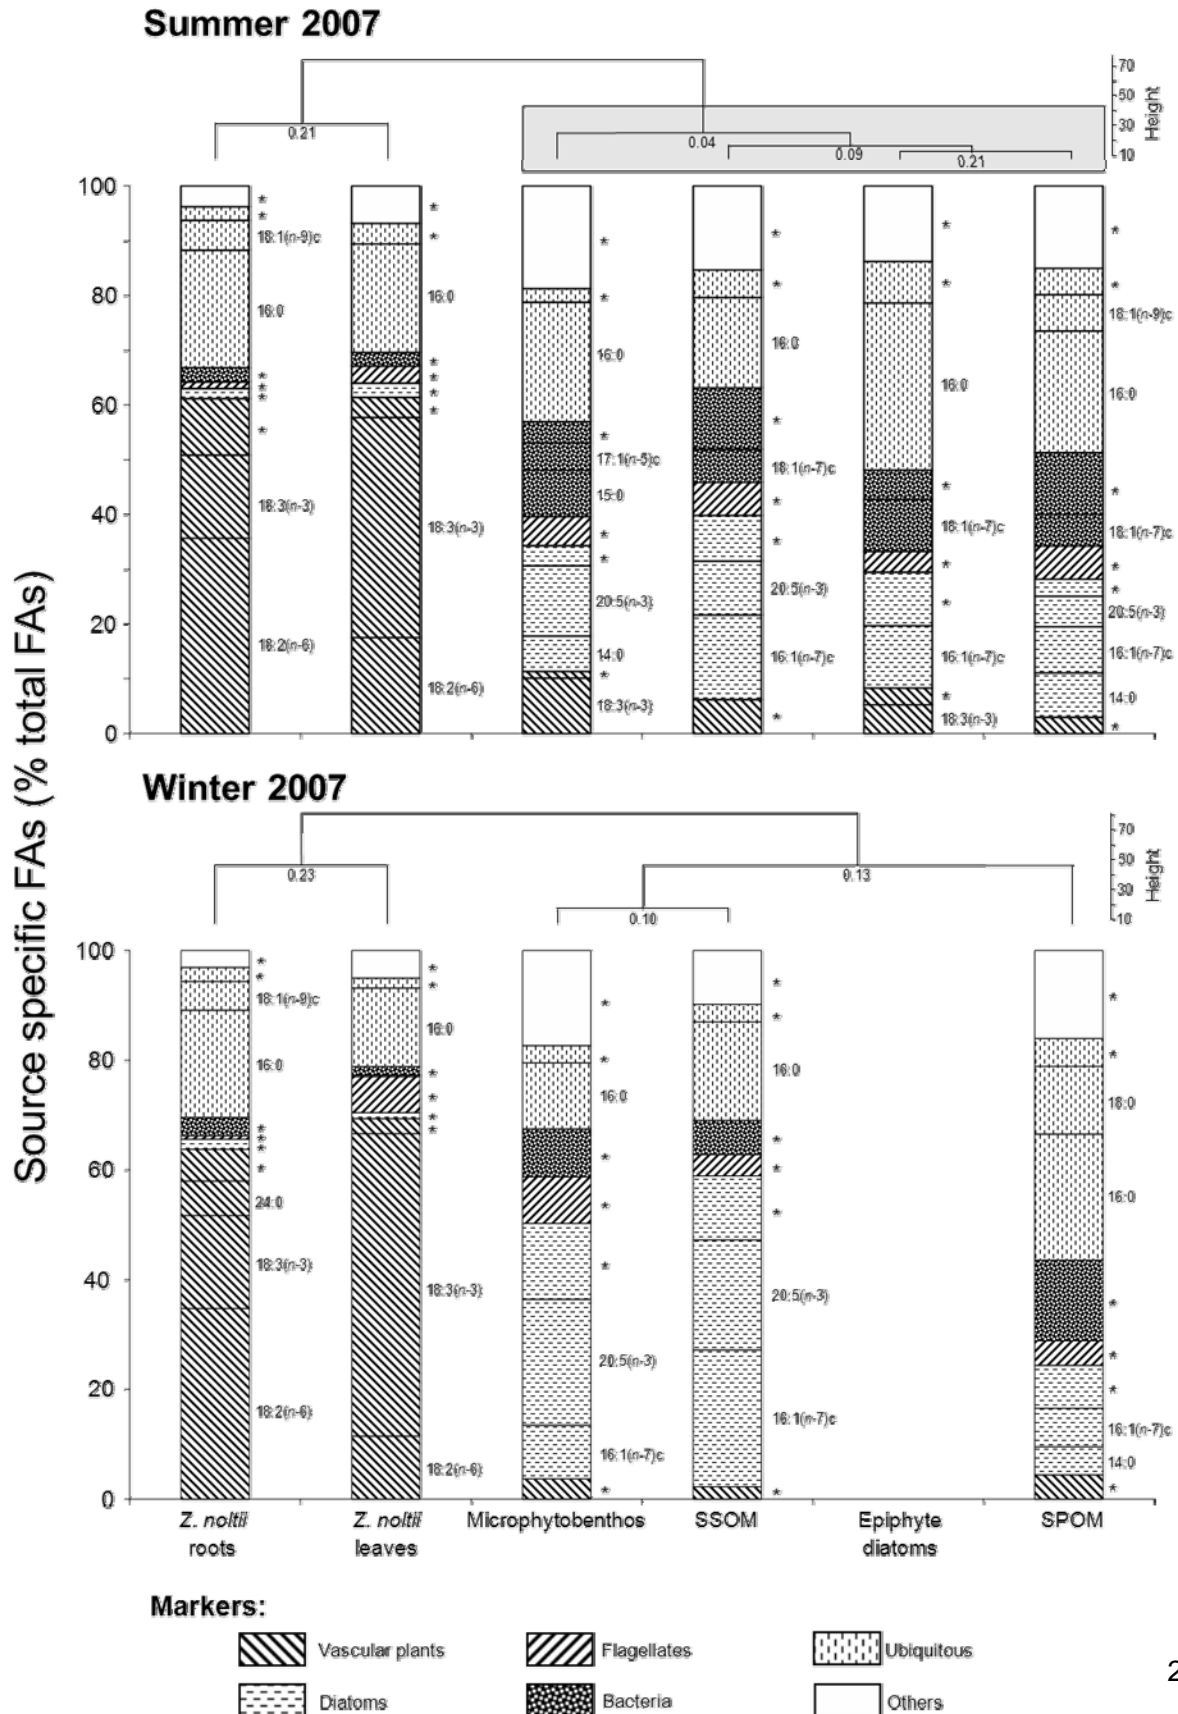 Summer 2007
70
50
30
10
Height
0.21
0.04
0.09
0.21
Source specific FAs (% total FAs)
100
80
60
40
20
0
*
*
18:1(n-9)c
16:0
*
*
*
*
18:3(n-3)
18:2(n-6)
*
*
16:0
*
*
*
*
18:3(n-3)
18:2(n-6)
*
*
16:0
*
17:1(n-5)c
15:0
*
*
20:5(n-3)
14:0
*
18:3(n-3)
*
*
16:0
*
18:1(n-7)c
*
*
20:5(n-3)
16:1(n-7)c
*
*
*
16:0
*
18:1(n-7)c
*
*
16:1(n-7)c
*
18:3(n-3)
*
*
18:1(n-9)c
16:0
*
18:1(n-7)c
*
*
20:5(n-3)
16:1(n-7)c
14:0
*
Winter 2007
70
50
30
10
Height
0.23
0.10
0.13
100
80
60
40
20
0
*
*
18:1(n-9)c
16:0
*
*
*
*
24:0
18:3(n-3)
18:2(n-6)
*
*
16:0
*
*
*
*
18:3(n-3)
18:2(n-6)
*
*
16:0
*
*
*
20:5(n-3)
16:1(n-7)c
*
*
*
16:0
*
*
*
20:5(n-3)
16:1(n-7)c
*
*
*
18:0
16:0
*
*
*
16:1(n-7)c
14:0
*
Z. noltii roots
Z. noltii leaves
Microphytobenthos
SSOM
Epiphyte diatoms
SPOM
Markers:
Vascular plants
Flagellates
Ubiquitous
Diatoms
Bacteria
Others
2